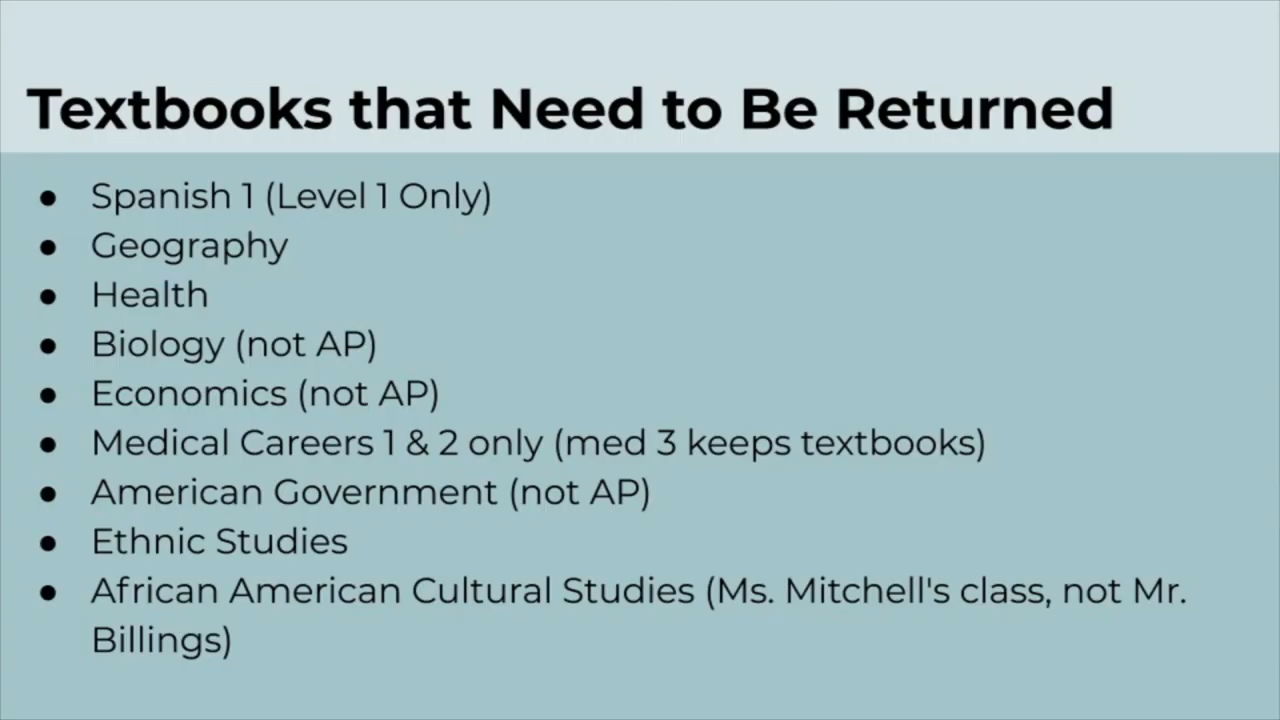 Textbooks that Need to Be Returned
● Spanish 1 (Level 1 Only)
● Geography
● Health
● Biology (not AP)
● Economics (not AP)
● Medical Careers 1 & 2 only (med 3 keeps textbooks)
● American Government (not AP)
● Ethnic Studies
● African American Cultural Studies (Ms. Mitchell's class, not Mr.
Billings)